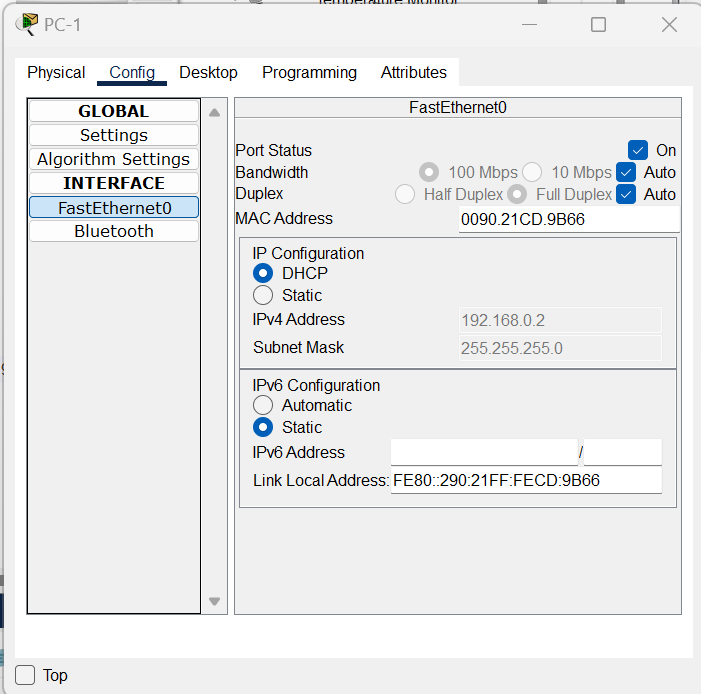 Temperature Monitor
PC-1
Physical Config Desktop Programming Attributes
GLOBAL
Settings
Algorithm Settings
INTERFACE
FastEthernet0
Bluetooth
FastEthernet0
Port Status On
Bandwidth 100 Mbps 10 Mbps Auto
Duplex Half Duplex Full Duplex Auto
MAC Address 0090.21CD.9B66
IP Configuration
DHCP
Static
IPv4 Address 192.168.0.2
Subnet Mask 255.255.255.0
IPv6 Configuration
Automatic
Static
IPv6 Address /
Link Local Address: FE80::290:21FF:FECD:9B66
Top